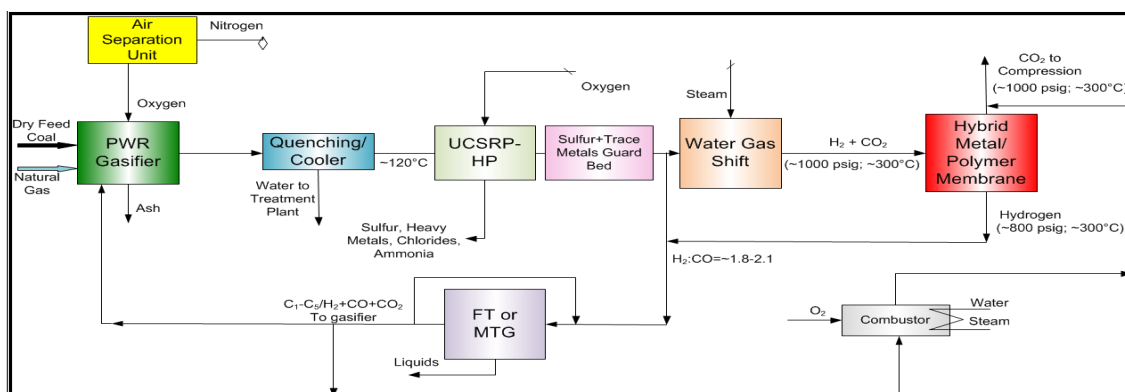 Air
Separation
Unit
Nitrogen
Oxygen
Dry Feed
Coal
Natural
Gas
PWR
Gasifier
Ash
Quenching/
Cooler
Water to
Treatment
Plant
~120°C
UCSRP-
HP
Oxygen
Sulfur, Heavy
Metals, Chlorides,
Ammonia
Sulfur+Trace
Metals Guard
Bed
Steam
Water Gas
Shift
H₂ + CO₂
(~1000 psig; ~300°C)
CO₂ to
Compression
(~1000 psig; ~300°C)
Hybrid
Metal/
Polymer
Membrane
Hydrogen
(~800 psig; ~300°C)
H₂:CO=~1.8-2.1
C₁-C₅/H₂+CO+CO₂
To gasifier
FT or
MTG
Liquids
O₂
Combustor
Water
Steam